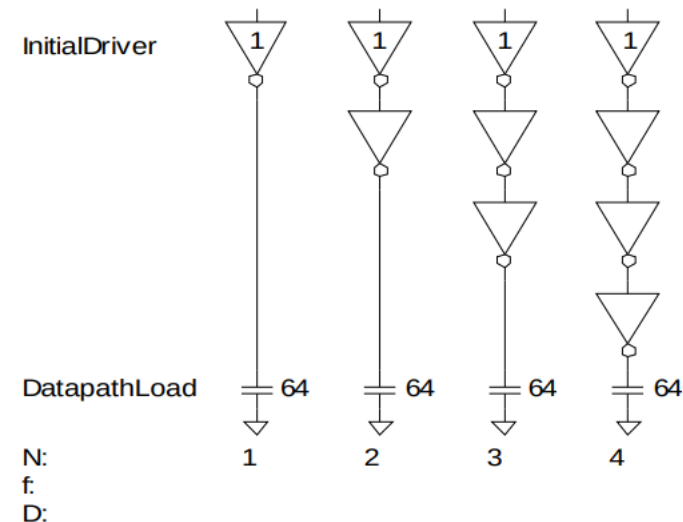 InitialDriver 1 1 1 1
DatapathLoad 64 64 64 64
N: 1 2 3 4
f:
D: